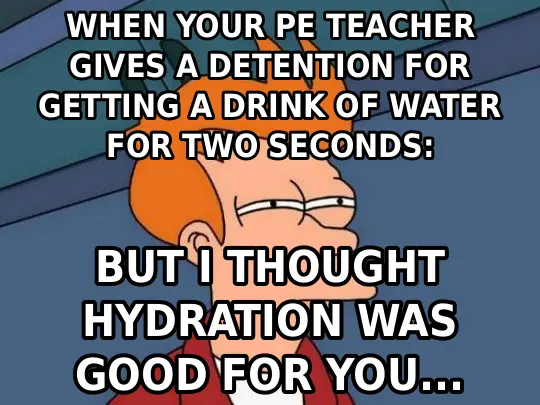 WHEN YOUR PE TEACHER
GIVES A DETENTION FOR
GETTING A DRINK OF WATER
FOR TWO SECONDS:
BUT I THOUGHT
HYDRATION WAS
GOOD FOR YOU...